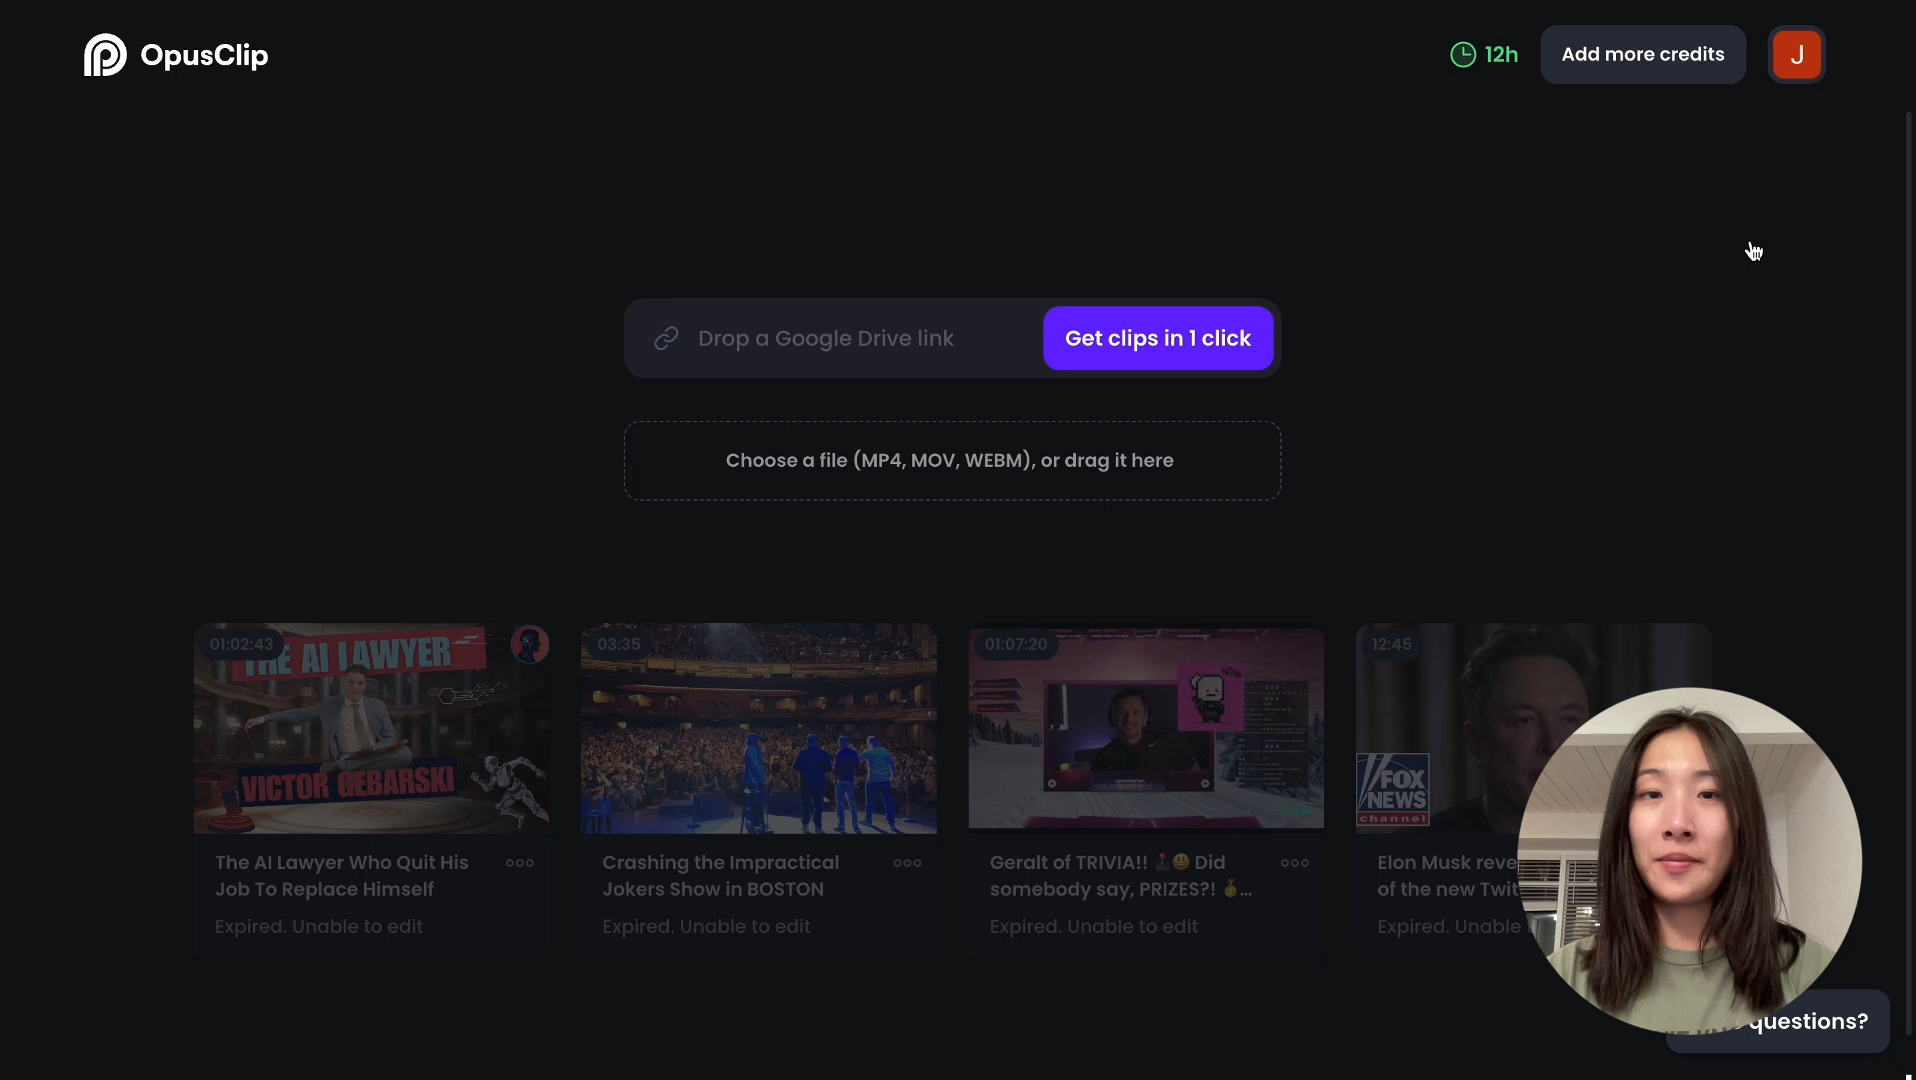 OpusClip
12h
Add more credits
J
Drop a Google Drive link
Get clips in 1 click
Choose a file (MP4, MOV, WEBM), or drag it here
01:02:43
THE AI LAWYER
VICTOR GEBARSKI
03:35
01:07:20
12:45
FOX
NEWS
channel
The AI Lawyer Who Quit His
Job To Replace Himself
Expired. Unable to edit
Crashing the Impractical
Jokers Show in BOSTON
Expired. Unable to edit
Geralt of TRIVIA!! 🕹️😃 Did
somebody say, PRIZES?! 🥇...
Expired. Unable to edit
Elon Musk reve
of the new Twit
Expired. Unable
questions?